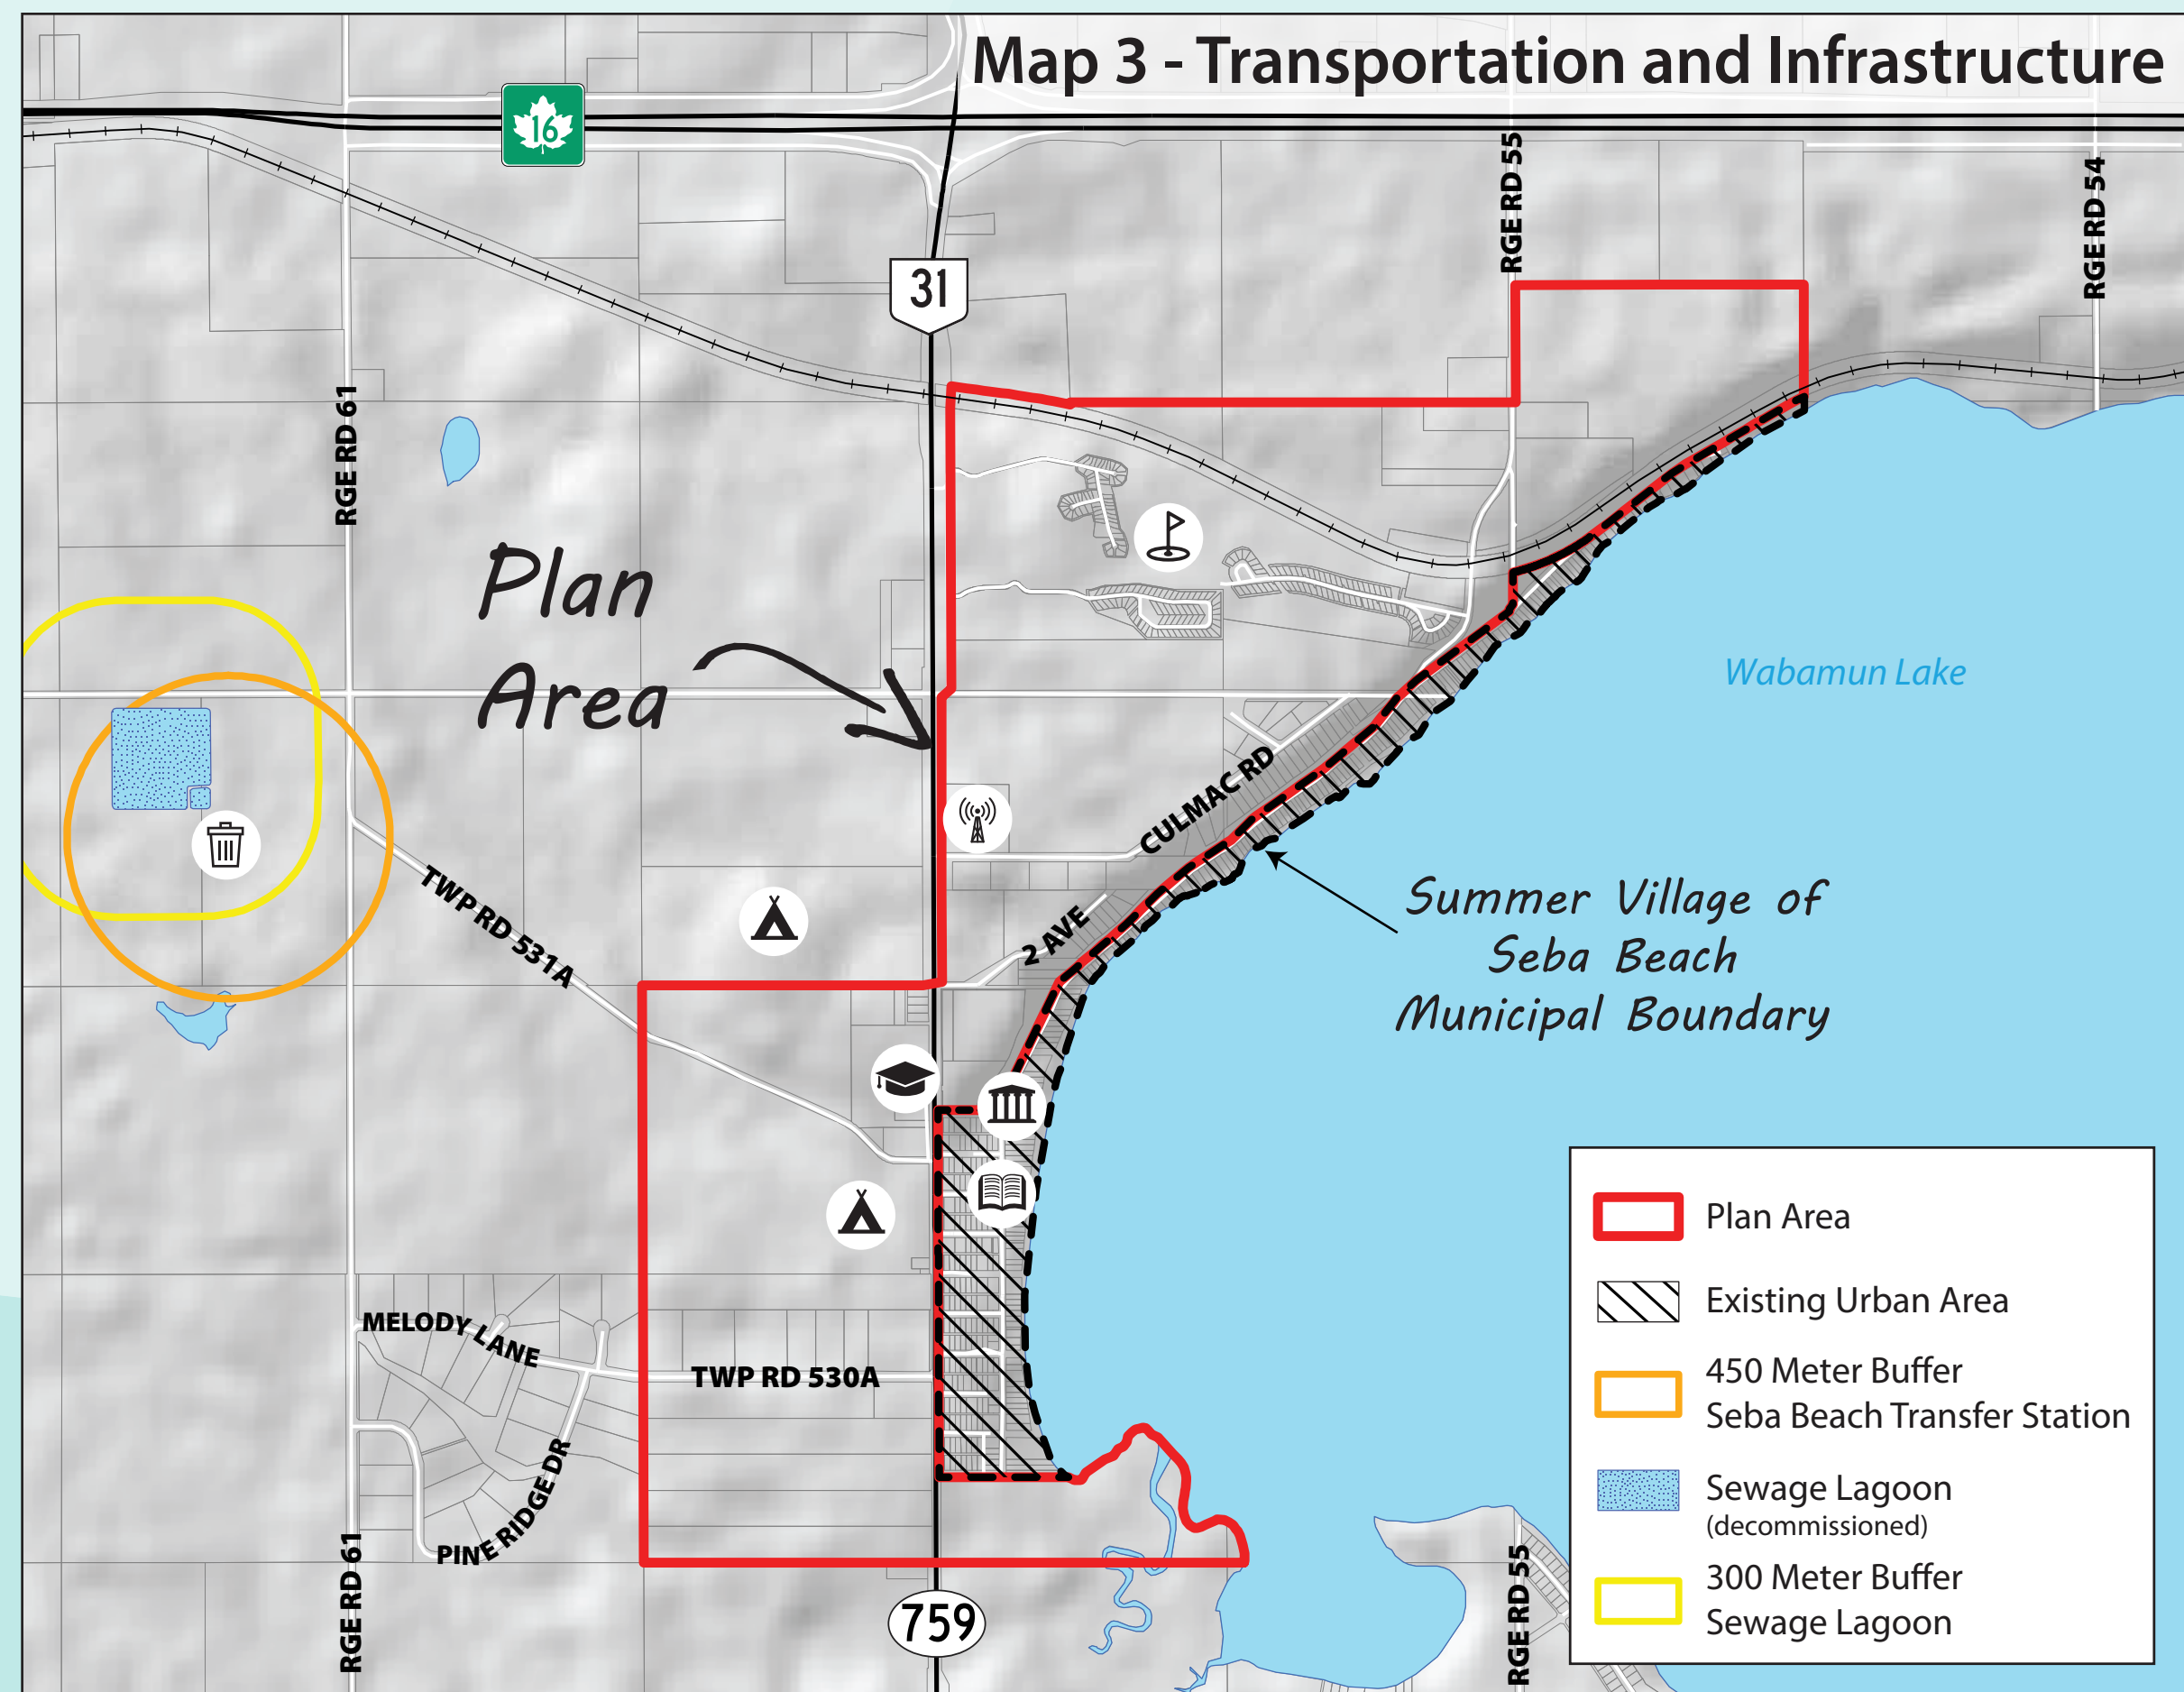 Map 3 - Transportation and Infrastructure
16
RGE RD 55
RGE RD 54
31
RGE RD 61
Plan
Area
Wabamun Lake
CULMAC RD
TWP RD 531A
2 AVE
Summer Village of
Seba Beach
Municipal Boundary
MELODY LANE
TWP RD 530A
PINE RIDGE DR
RGE RD 61
759
RGE RD 55
Plan Area
Existing Urban Area
450 Meter Buffer
Seba Beach Transfer Station
Sewage Lagoon
(decommissioned)
300 Meter Buffer
Sewage Lagoon